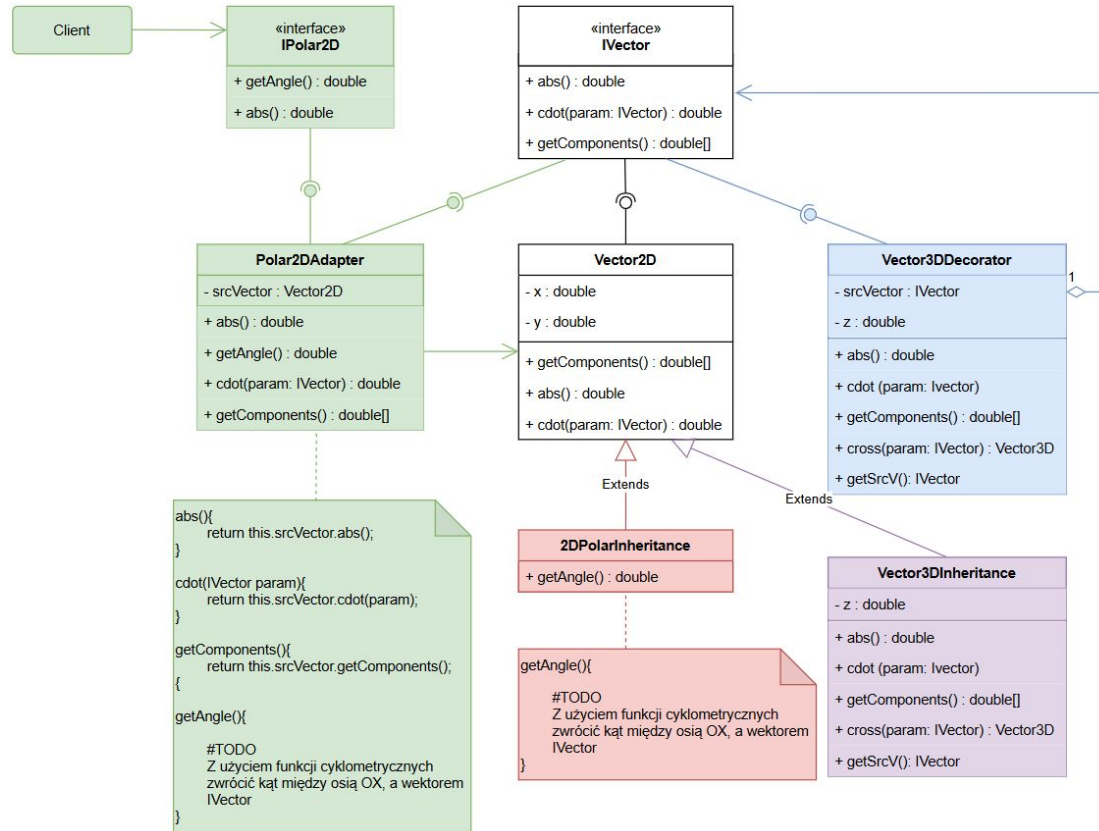 Client
«interface»
IPolar2D
+ getAngle() : double
+ abs() : double
«interface»
IVector
+ abs() : double
+ cdot(param: IVector) : double
+ getComponents() : double[]
Polar2DAdapter
- srcVector : Vector2D
+ abs() : double
+ getAngle() : double
+ cdot(param: IVector) : double
+ getComponents() : double[]
Vector2D
- x : double
- y : double
+ getComponents() : double[]
+ abs() : double
+ cdot(param: IVector) : double
Vector3DDecorator
- srcVector : IVector
- z : double
+ abs() : double
+ cdot (param: Ivector)
+ getComponents() : double[]
+ cross(param: IVector) : Vector3D
+ getSrcV(): IVector
1
Extends
Extends
abs(){
return this.srcVector.abs();
}
cdot(IVector param){
return this.srcVector.cdot(param);
}
getComponents(){
return this.srcVector.getComponents();
{
getAngle(){
#TODO
Z użyciem funkcji cyklometrycznych
zwrócić kąt między osią OX, a wektorem
IVector
}
2DPolarInheritance
+ getAngle() : double
getAngle(){
#TODO
Z użyciem funkcji cyklometrycznych
zwrócić kąt między osią OX, a wektorem
IVector
}
Vector3DInheritance
- z : double
+ abs() : double
+ cdot (param: Ivector)
+ getComponents() : double[]
+ cross(param: IVector) : Vector3D
+ getSrcV(): IVector